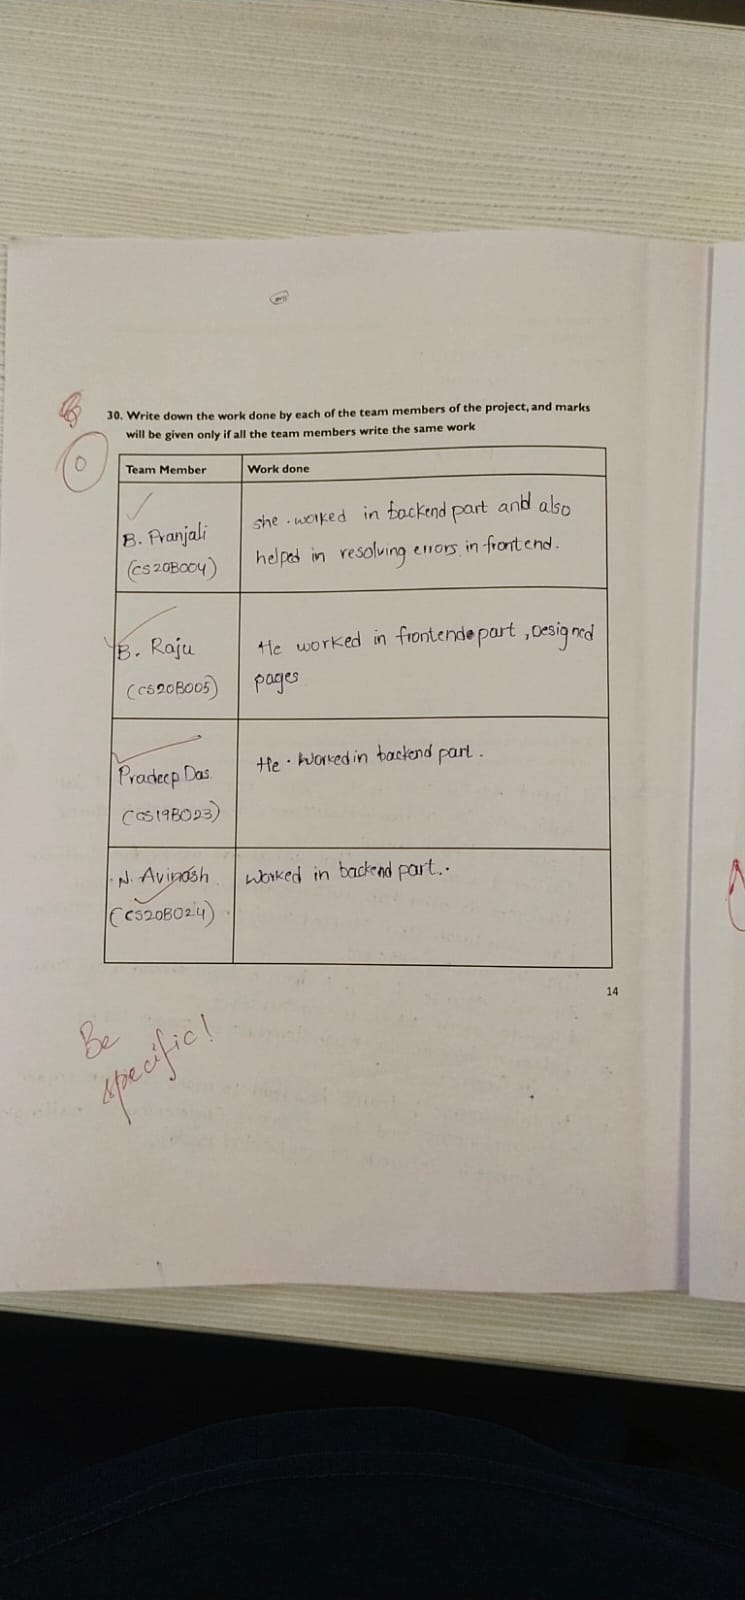 30. Write down the work done by each of the team members of the project, and marks
will be given only if all the team members write the same work
0
Team Member Work done
B. Pranjali
(CS20B004)
she worked in backend part and also
helped in resolving errors in frontend.
B. Raju
(CS20B005)
He worked in frontend part, Designed
pages
Pradeep Das
(CS19B023)
He worked in backend part.
N. Avinash
(CS20B024)
Worked in backend part.
14
Be
specific!